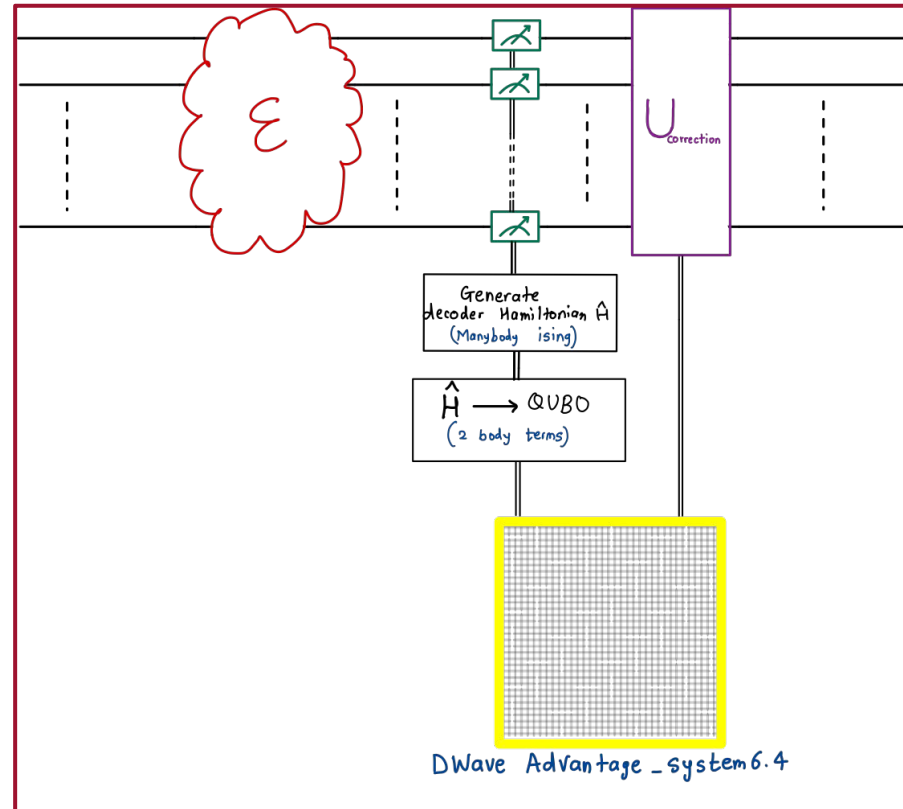 ε
U correction
Generate
decoder Hamiltonian Ĥ
(Manybody ising)
Ĥ → QUBO
(2 body terms)
DWave Advantage_system6.4